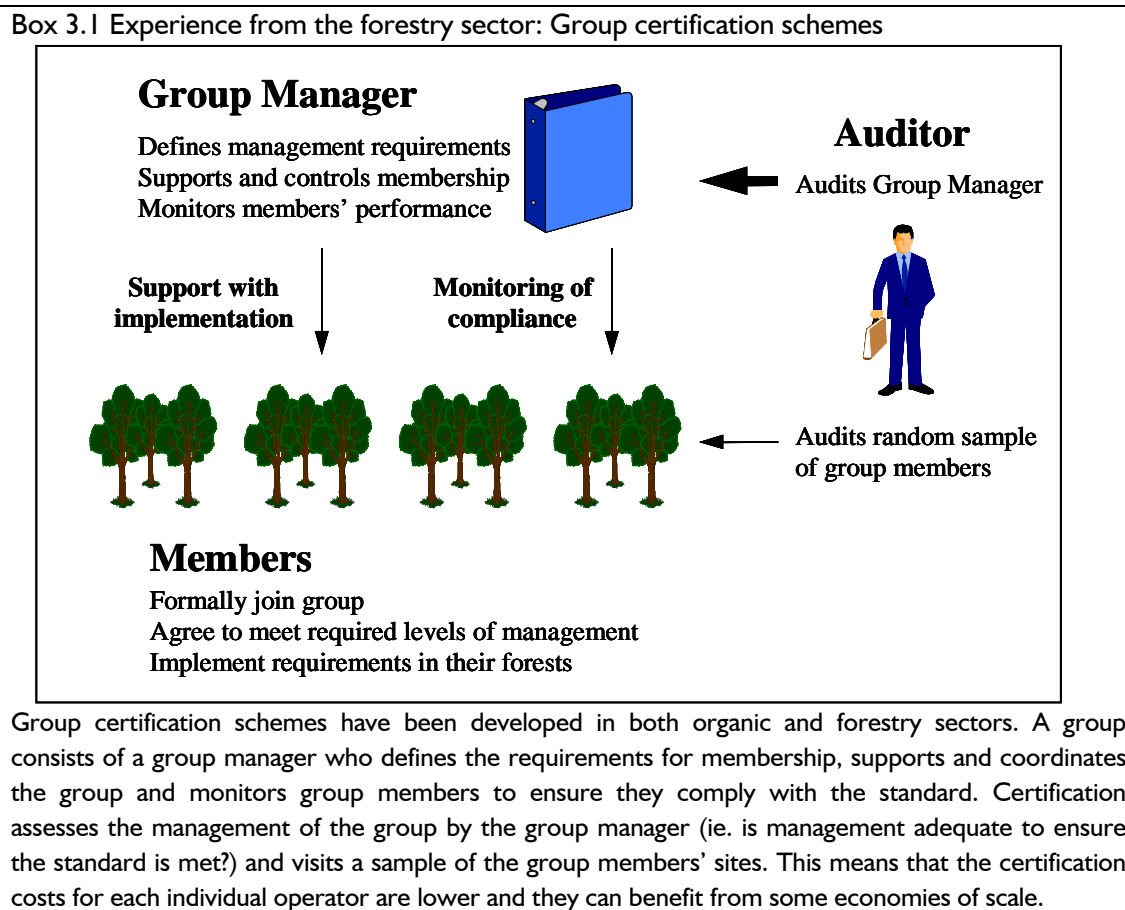 Box 3.1 Experience from the forestry sector: Group certification schemes
Group Manager
Defines management requirements
Supports and controls membership
Monitors members' performance
Auditor
Audits Group Manager
Support with
implementation
Monitoring of
compliance
Audits random sample
of group members
Members
Formally join group
Agree to meet required levels of management
Implement requirements in their forests
Group certification schemes have been developed in both organic and forestry sectors. A group
consists of a group manager who defines the requirements for membership, supports and coordinates
the group and monitors group members to ensure they comply with the standard. Certification
assesses the management of the group by the group manager (ie. is management adequate to ensure
the standard is met?) and visits a sample of the group members' sites. This means that the certification
costs for each individual operator are lower and they can benefit from some economies of scale.